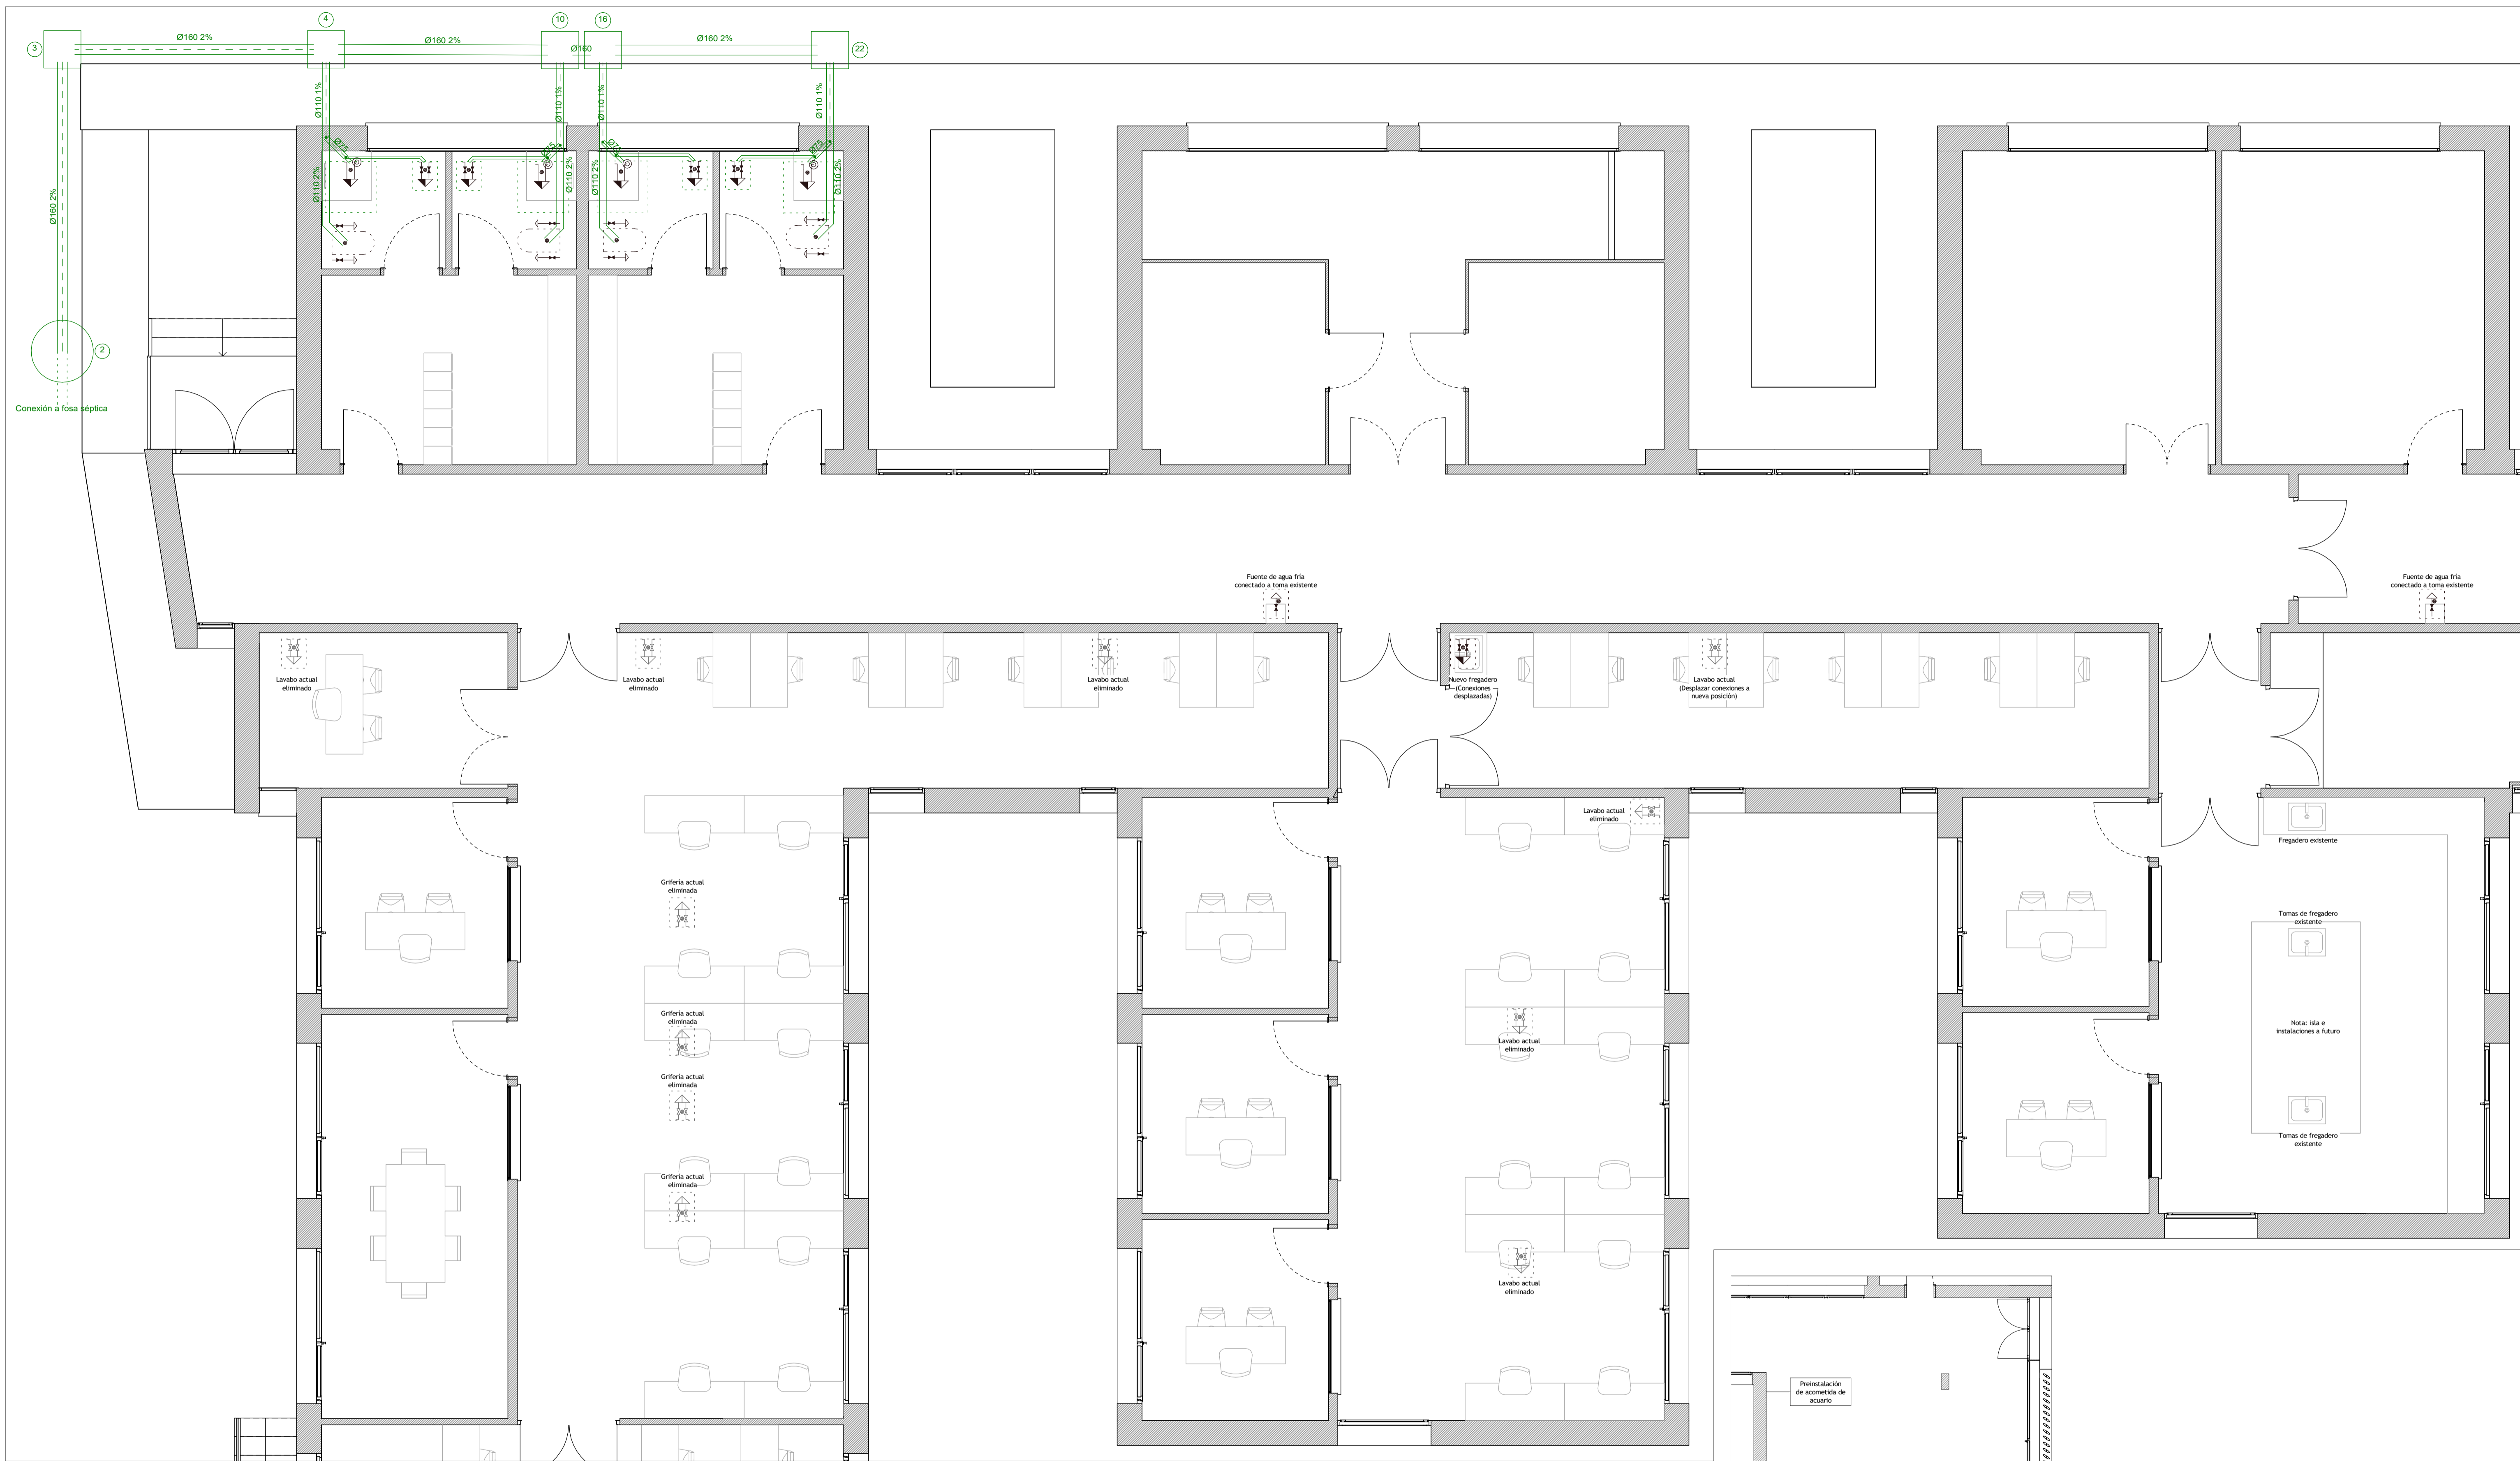 4
10
16
3
Ø160 2%
Ø160 2%
Ø160
Ø160 2%
22
Ø110 1%
Ø110 1%
Ø110 1%
Ø110 1%
Ø75
Ø75
Ø75
Ø75
Ø110 2%
Ø110 2%
Ø110 2%
Ø110 2%
Ø160 2%
2
Conexión a fosa séptica
Fuente de agua fría
conectado a toma existente
Fuente de agua fría
conectado a toma existente
Lavabo actual
eliminado
Lavabo actual
eliminado
Lavabo actual
eliminado
Nuevo fregadero
(Conexiones
desplazadas)
Lavabo actual
(Desplazar conexiones a
nueva posición)
Lavabo actual
eliminado
Fregadero existente
Grifería actual
eliminada
Tomas de fregadero
existente
Grifería actual
eliminada
Lavabo actual
eliminado
Nota: isla e
instalaciones a futuro
Grifería actual
eliminada
Tomas de fregadero
existente
Grifería actual
eliminada
Lavabo actual
eliminado
Preinstalación
de acometida de
acuario